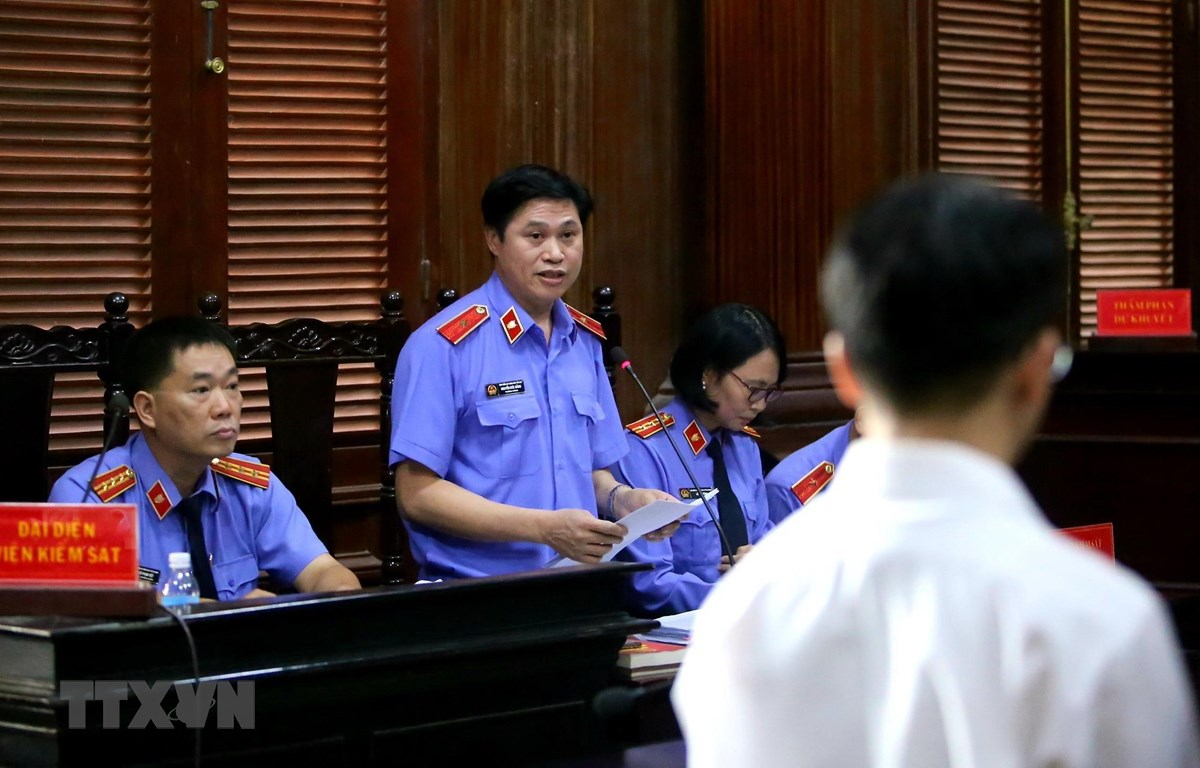 THẨM PHÁN
DỰ KHUYẾT
ĐẠI DIỆN
VIỆN KIỂM SÁT
TTXVN